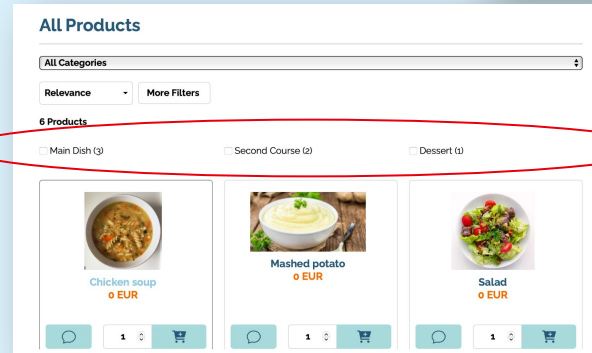 All Products
All Categories
Relevance
More Filters
6 Products
Main Dish (3)
Second Course (2)
Dessert (1)
Chicken soup
0 EUR
Mashed potato
0 EUR
Salad
0 EUR
1
1
1